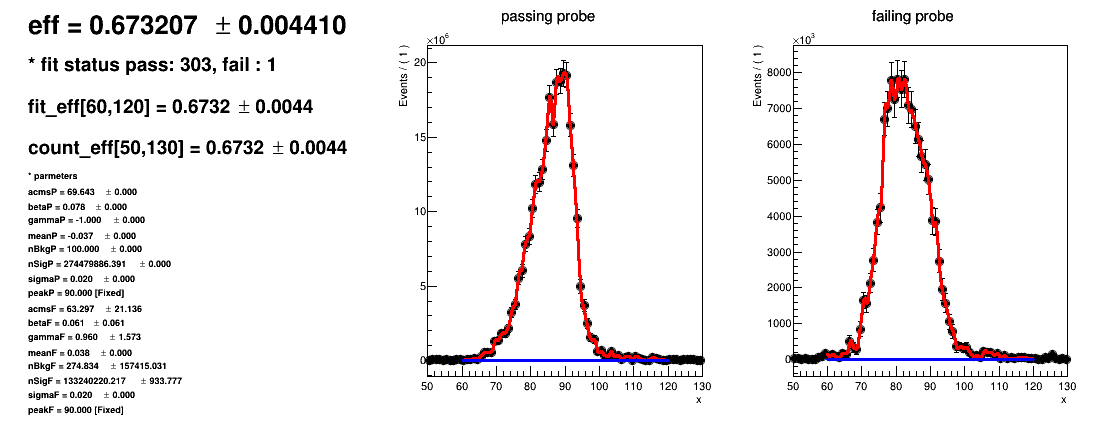 eff = 0.673207 ± 0.004410
* fit status pass: 303, fail : 1
fit_eff[60,120] = 0.6732 ± 0.0044
count_eff[50,130] = 0.6732 ± 0.0044
* parmeters
acmsP = 69.643 ± 0.000
betaP = 0.078 ± 0.000
gammaP = -1.000 ± 0.000
meanP = -0.037 ± 0.000
nBkgP = 100.000 ± 0.000
nSigP = 274479886.391 ± 0.000
sigmaP = 0.020 ± 0.000
peakP = 90.000 [Fixed]
acmsF = 63.297 ± 21.136
betaF = 0.061 ± 0.061
gammaF = 0.960 ± 1.573
meanF = 0.038 ± 0.000
nBkgF = 274.834 ± 157415.031
nSigF = 133240220.217 ± 933.777
sigmaF = 0.020 ± 0.000
peakF = 90.000 [Fixed]
passing probe
×10⁶
Events / ( 1 )
20
15
10
5
0
50 60 70 80 90 100 110 120 130
x
failing probe
×10³
Events / ( 1 )
8000
7000
6000
5000
4000
3000
2000
1000
0
50 60 70 80 90 100 110 120 130
x